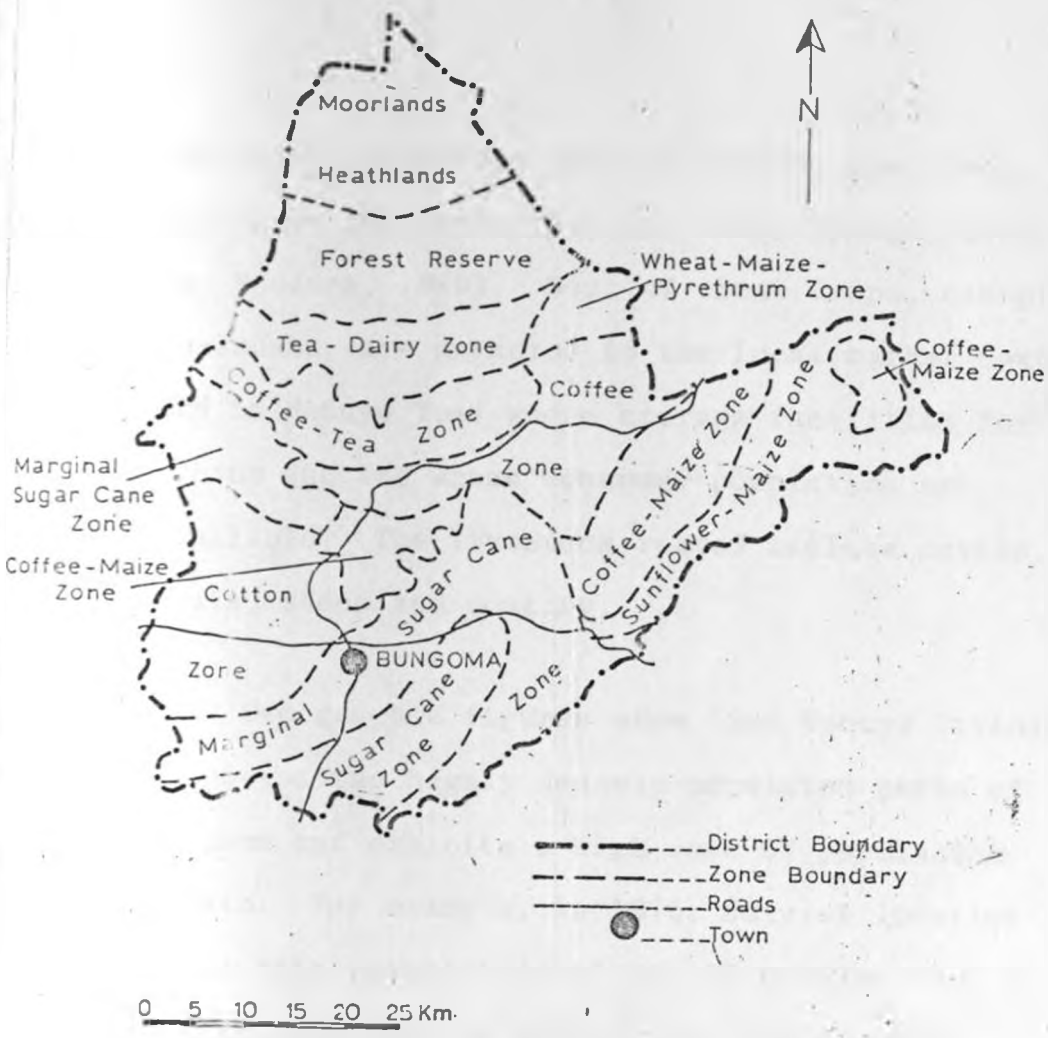 Moorlands
N
Heathlands
Forest Reserve
Wheat-Maize-
Pyrethrum Zone
Tea-Dairy Zone
Coffee-
Maize Zone
Coffee-Tea Zone
Coffee
Zone
Marginal
Sugar Cane
Zone
Coffee-Maize Zone
Sunflower-Maize Zone
Coffee-Maize
Zone
Cotton
Zone
Sugar Cane
BUNGOMA
Marginal
Sugar Cane
Zone
Zone
District Boundary
Zone Boundary
Roads
Town
0 5 10 15 20 25 Km.